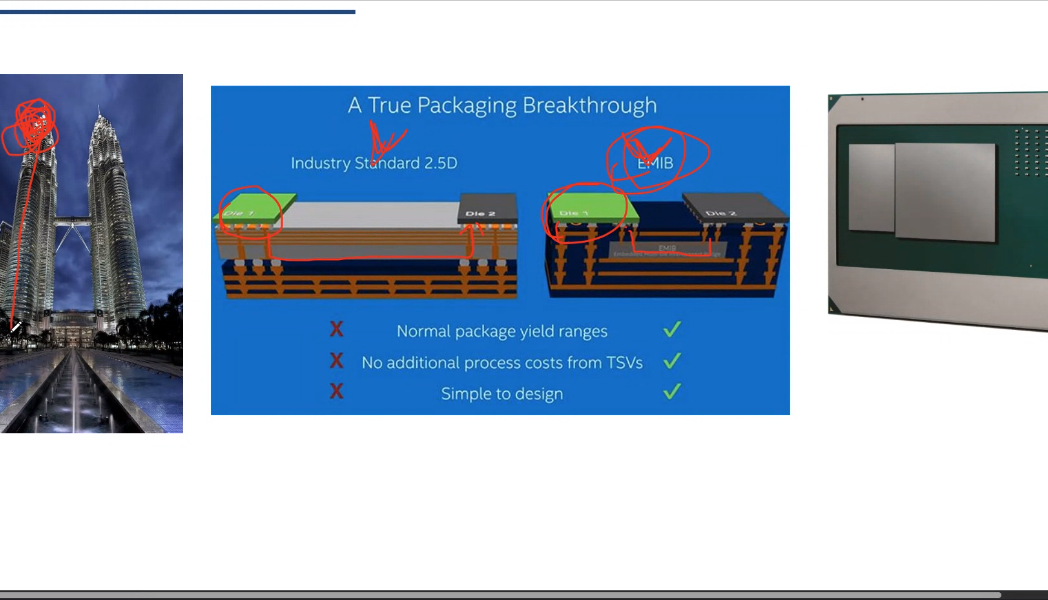 A True Packaging Breakthrough
Industry Standard 2.5D
EMIB
Die 1
Die 2
Die 1
Die 2
EMIB
Normal package yield ranges
No additional process costs from TSVs
Simple to design